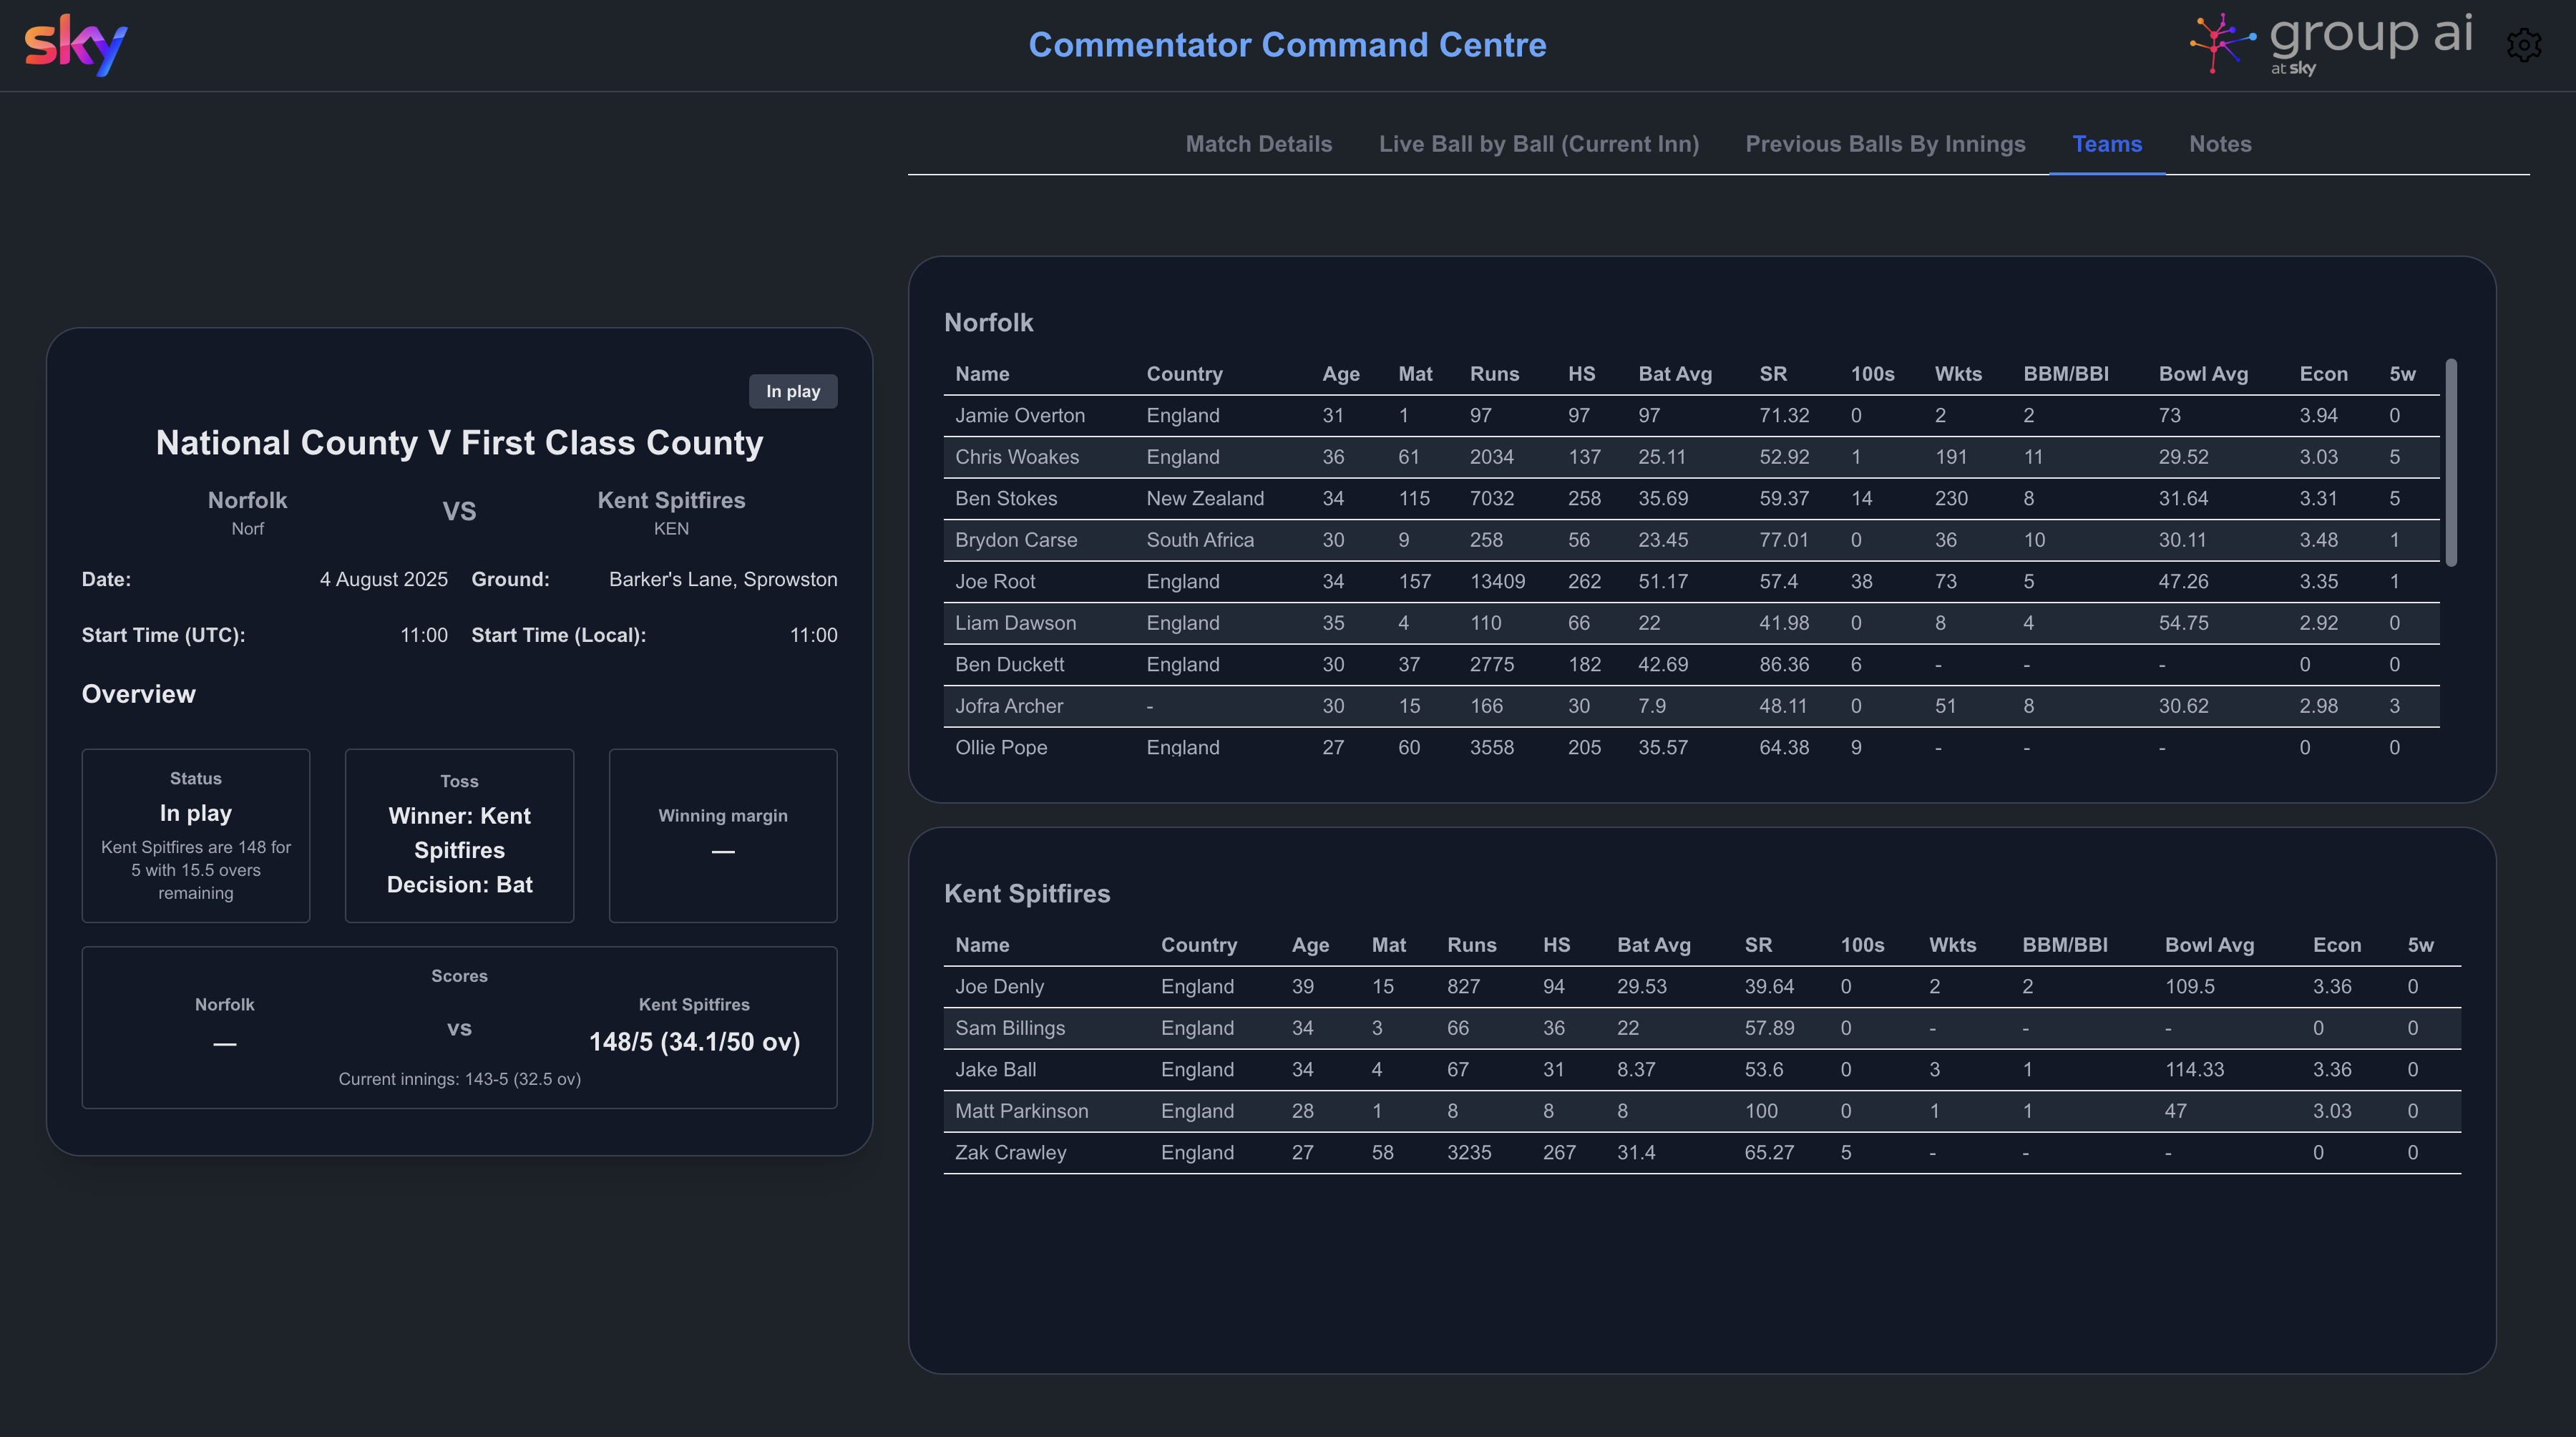 sky
Commentator Command Centre
group ai
at sky
Match Details Live Ball by Ball (Current Inn) Previous Balls By Innings Teams Notes
In play
National County V First Class County
Norfolk VS Kent Spitfires
Norf KEN
Date: 4 August 2025 Ground: Barker's Lane, Sprowston
Start Time (UTC): 11:00 Start Time (Local): 11:00
Overview
Status
In play
Kent Spitfires are 148 for
5 with 15.5 overs
remaining
Toss
Winner: Kent
Spitfires
Decision: Bat
Winning margin
—
Scores
Norfolk vs Kent Spitfires
— 148/5 (34.1/50 ov)
Current innings: 143-5 (32.5 ov)
Norfolk
Name Country Age Mat Runs HS Bat Avg SR 100s Wkts BBM/BBI Bowl Avg Econ 5w
Jamie Overton England 31 1 97 97 97 71.32 0 2 2 73 3.94 0
Chris Woakes England 36 61 2034 137 25.11 52.92 1 191 11 29.52 3.03 5
Ben Stokes New Zealand 34 115 7032 258 35.69 59.37 14 230 8 31.64 3.31 5
Brydon Carse South Africa 30 9 258 56 23.45 77.01 0 36 10 30.11 3.48 1
Joe Root England 34 157 13409 262 51.17 57.4 38 73 5 47.26 3.35 1
Liam Dawson England 35 4 110 66 22 41.98 0 8 4 54.75 2.92 0
Ben Duckett England 30 37 2775 182 42.69 86.36 6 - - - 0 0
Jofra Archer - 30 15 166 30 7.9 48.11 0 51 8 30.62 2.98 3
Ollie Pope England 27 60 3558 205 35.57 64.38 9 - - - 0 0
Kent Spitfires
Name Country Age Mat Runs HS Bat Avg SR 100s Wkts BBM/BBI Bowl Avg Econ 5w
Joe Denly England 39 15 827 94 29.53 39.64 0 2 2 109.5 3.36 0
Sam Billings England 34 3 66 36 22 57.89 0 - - - 0 0
Jake Ball England 34 4 67 31 8.37 53.6 0 3 1 114.33 3.36 0
Matt Parkinson England 28 1 8 8 8 100 0 1 1 47 3.03 0
Zak Crawley England 27 58 3235 267 31.4 65.27 5 - - - 0 0